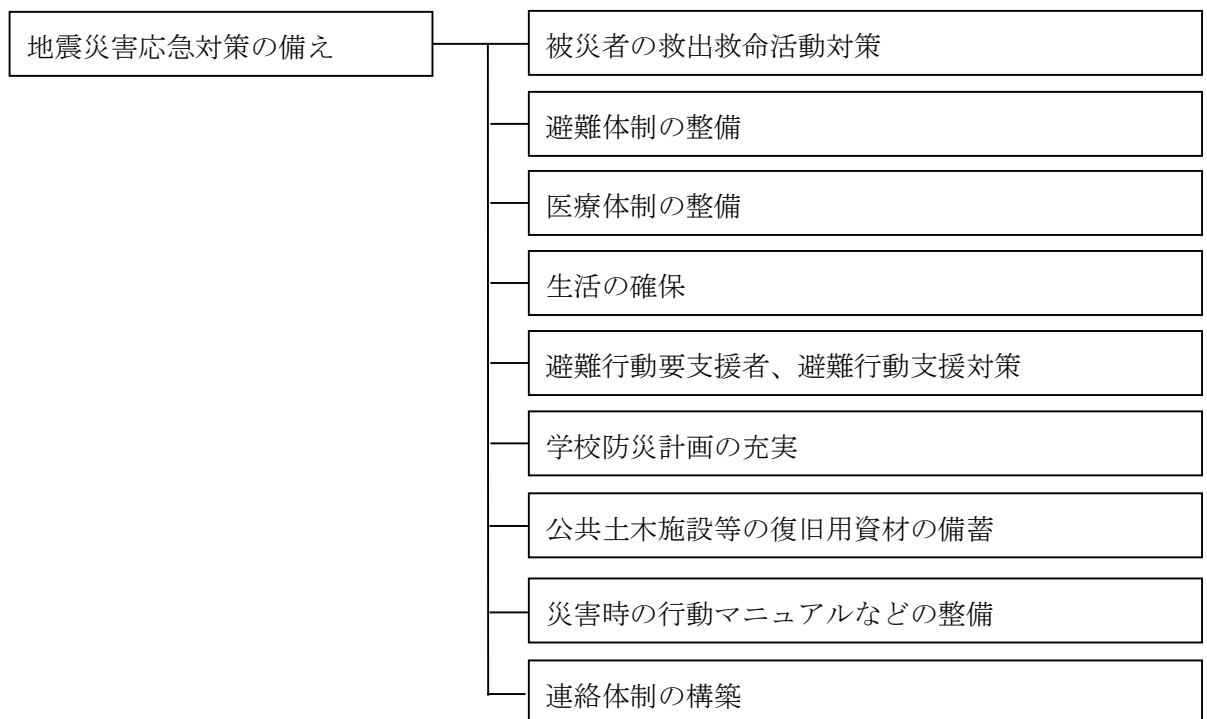 地震災害応急対策の備え
被災者の救出救命活動対策
避難体制の整備
医療体制の整備
生活の確保
避難行動要支援者、避難行動支援対策
学校防災計画の充実
公共土木施設等の復旧用資材の備蓄
災害時の行動マニュアルなどの整備
連絡体制の構築